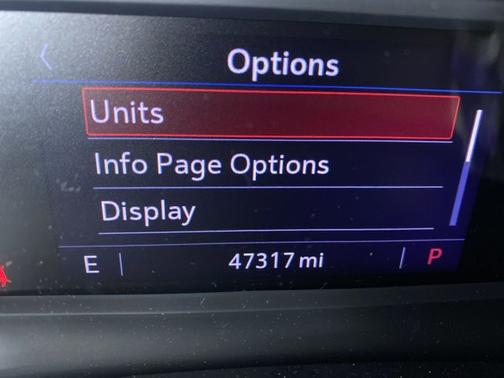 Options
Units
Info Page Options
Display
E 47317 mi P